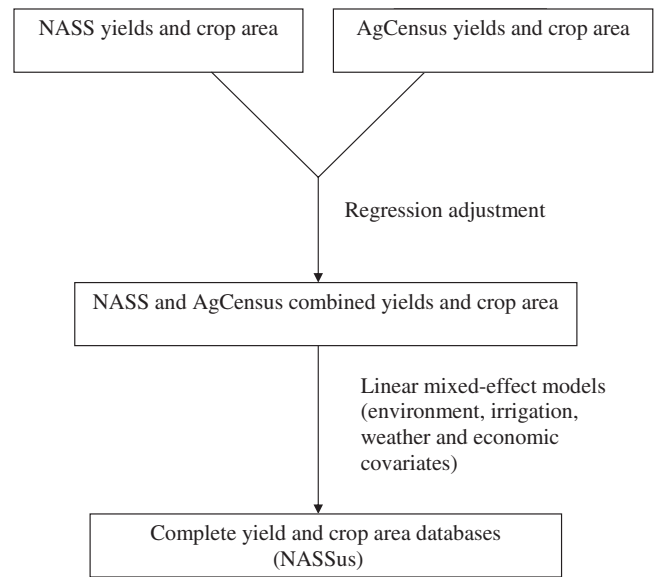 NASS yields and crop area
AgCensus yields and crop area
Regression adjustment
NASS and AgCensus combined yields and crop area
Linear mixed-effect models
(environment, irrigation,
weather and economic
covariates)
Complete yield and crop area databases
(NASSus)